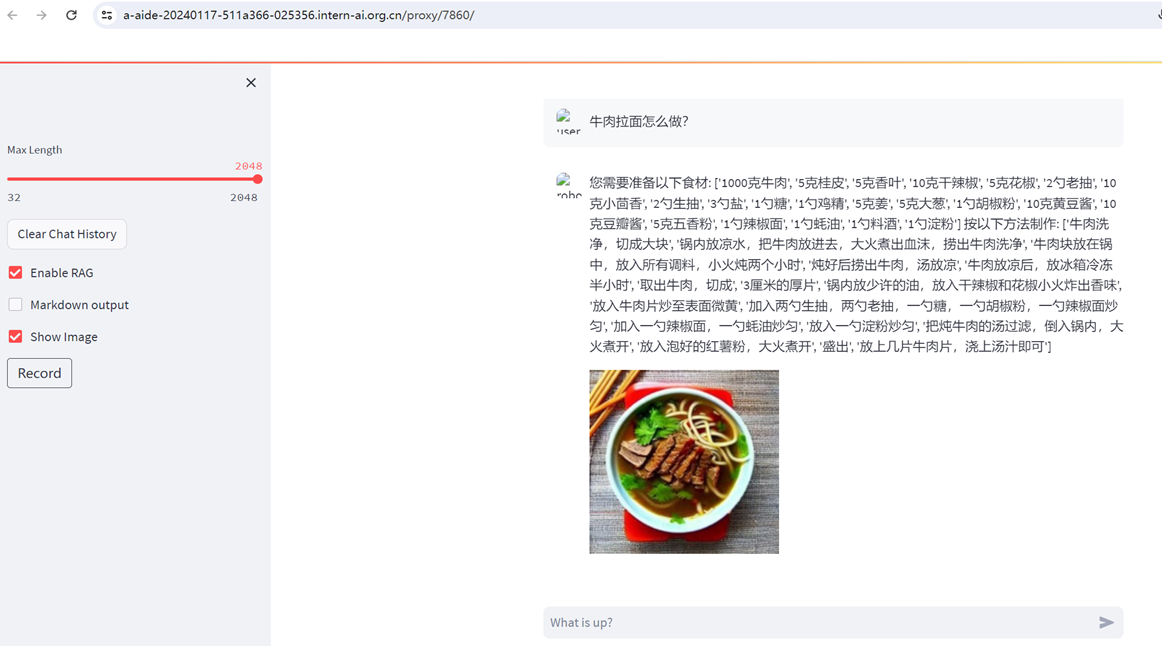 a-aide-20240117-511a366-025356.intern-ai.org.cn/proxy/7860/
Max Length
2048
32
2048
Clear Chat History
Enable RAG
Markdown output
Show Image
Record
user
牛肉拉面怎么做?
robo
您需要准备以下食材: ['1000克牛肉', '5克桂皮', '5克香叶', '10克干辣椒', '5克花椒', '2勺老抽', '10
克小茴香', '2勺生抽', '3勺盐', '1勺糖', '1勺鸡精', '5克姜', '5克大葱', '1勺胡椒粉', '10克黄豆酱', '10
克豆瓣酱', '5克五香粉', '1勺辣椒面', '1勺蚝油', '1勺料酒', '1勺淀粉'] 按以下方法制作: ['牛肉洗
净，切成大块', '锅内放凉水，把牛肉放进去，大火煮出血沫，捞出牛肉洗净', '牛肉块放在锅
中，放入所有调料，小火炖两个小时', '炖好后捞出牛肉，汤放凉', '牛肉放凉后，放冰箱冷冻
半小时', '取出牛肉，切成', '3厘米的厚片', '锅内放少许的油，放入干辣椒和花椒小火炸出香味',
'放入牛肉片炒至表面微黄', '加入两勺生抽，两勺老抽，一勺糖，一勺胡椒粉，一勺辣椒面炒
匀', '加入一勺辣椒面，一勺蚝油炒匀', '放入一勺淀粉炒匀', '把炖牛肉的汤过滤，倒入锅内，大
火煮开', '放入泡好的红薯粉，大火煮开', '盛出', '放上几片牛肉片，浇上汤汁即可']
What is up?